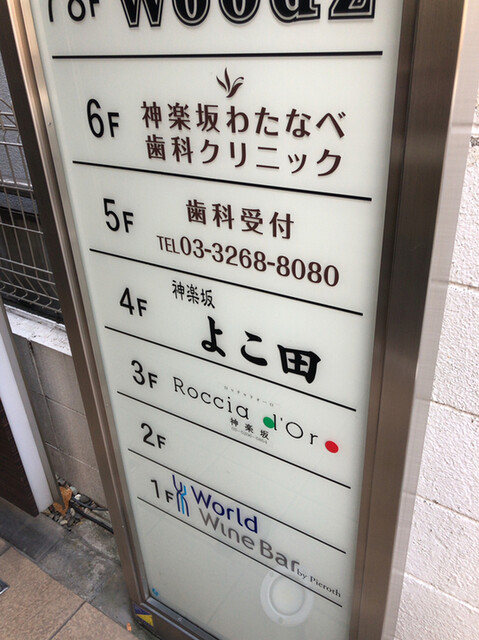 Woodz
6F 神楽坂わたなべ
歯科クリニック
5F 歯科受付
TEL03-3268-8080
4F 神楽坂
よこ田
3F Roccia d'Oro
神楽坂
2F
1F World
Wine Bar
by Pieroth